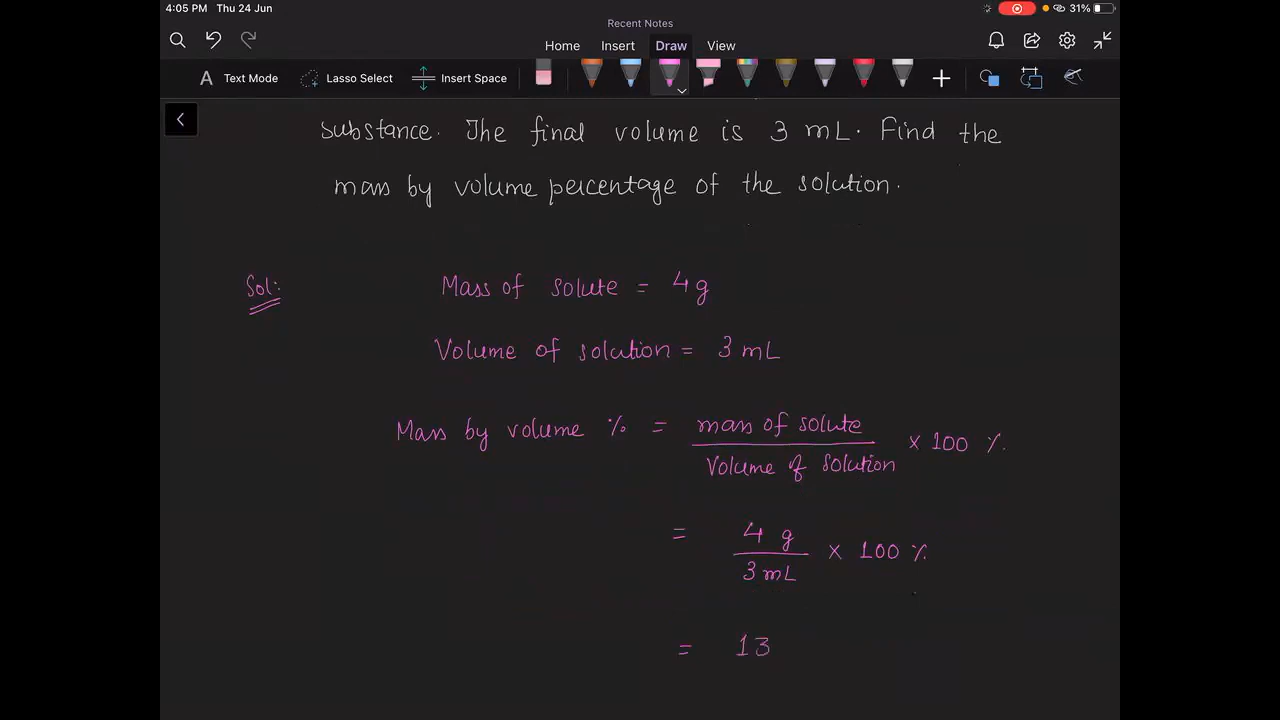 4:05 PM Thu 24 Jun
31%
Recent Notes
Home Insert Draw View
A Text Mode Lasso Select Insert Space
substance. The final volume is 3 mL. Find the
mass by volume percentage of the solution.
Sol:
Mass of solute = 4g
Volume of solution = 3 mL
Mass by volume % = mass of solute
Volume of solution × 100 %
= 4 g
3 mL × 100 %
= 13